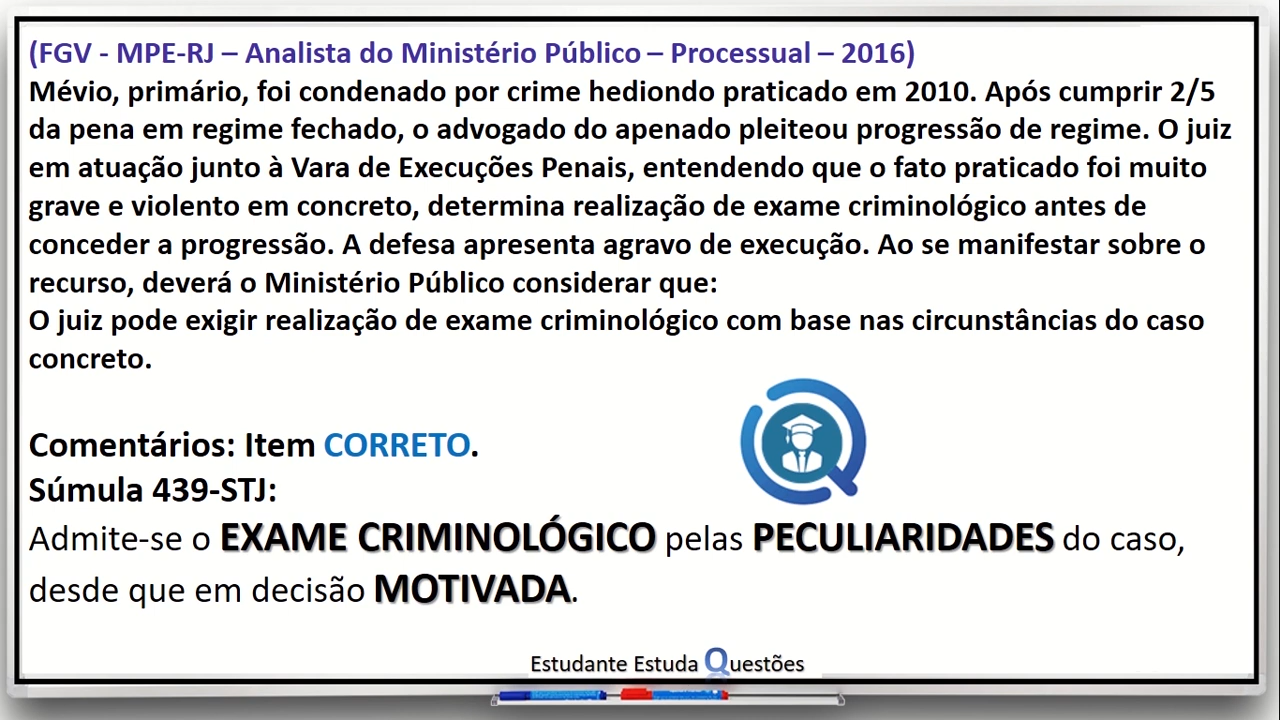 (FGV - MPE-RJ – Analista do Ministério Público – Processual – 2016)
Mévio, primário, foi condenado por crime hediondo praticado em 2010. Após cumprir 2/5
da pena em regime fechado, o advogado do apenado pleiteou progressão de regime. O juiz
em atuação junto à Vara de Execuções Penais, entendendo que o fato praticado foi muito
grave e violento em concreto, determina realização de exame criminológico antes de
conceder a progressão. A defesa apresenta agravo de execução. Ao se manifestar sobre o
recurso, deverá o Ministério Público considerar que:
O juiz pode exigir realização de exame criminológico com base nas circunstâncias do caso
concreto.
Comentários: Item CORRETO.
Súmula 439-STJ:
Admite-se o EXAME CRIMINOLÓGICO pelas PECULIARIDADES do caso,
desde que em decisão MOTIVADA.
Estudante Estuda Questões